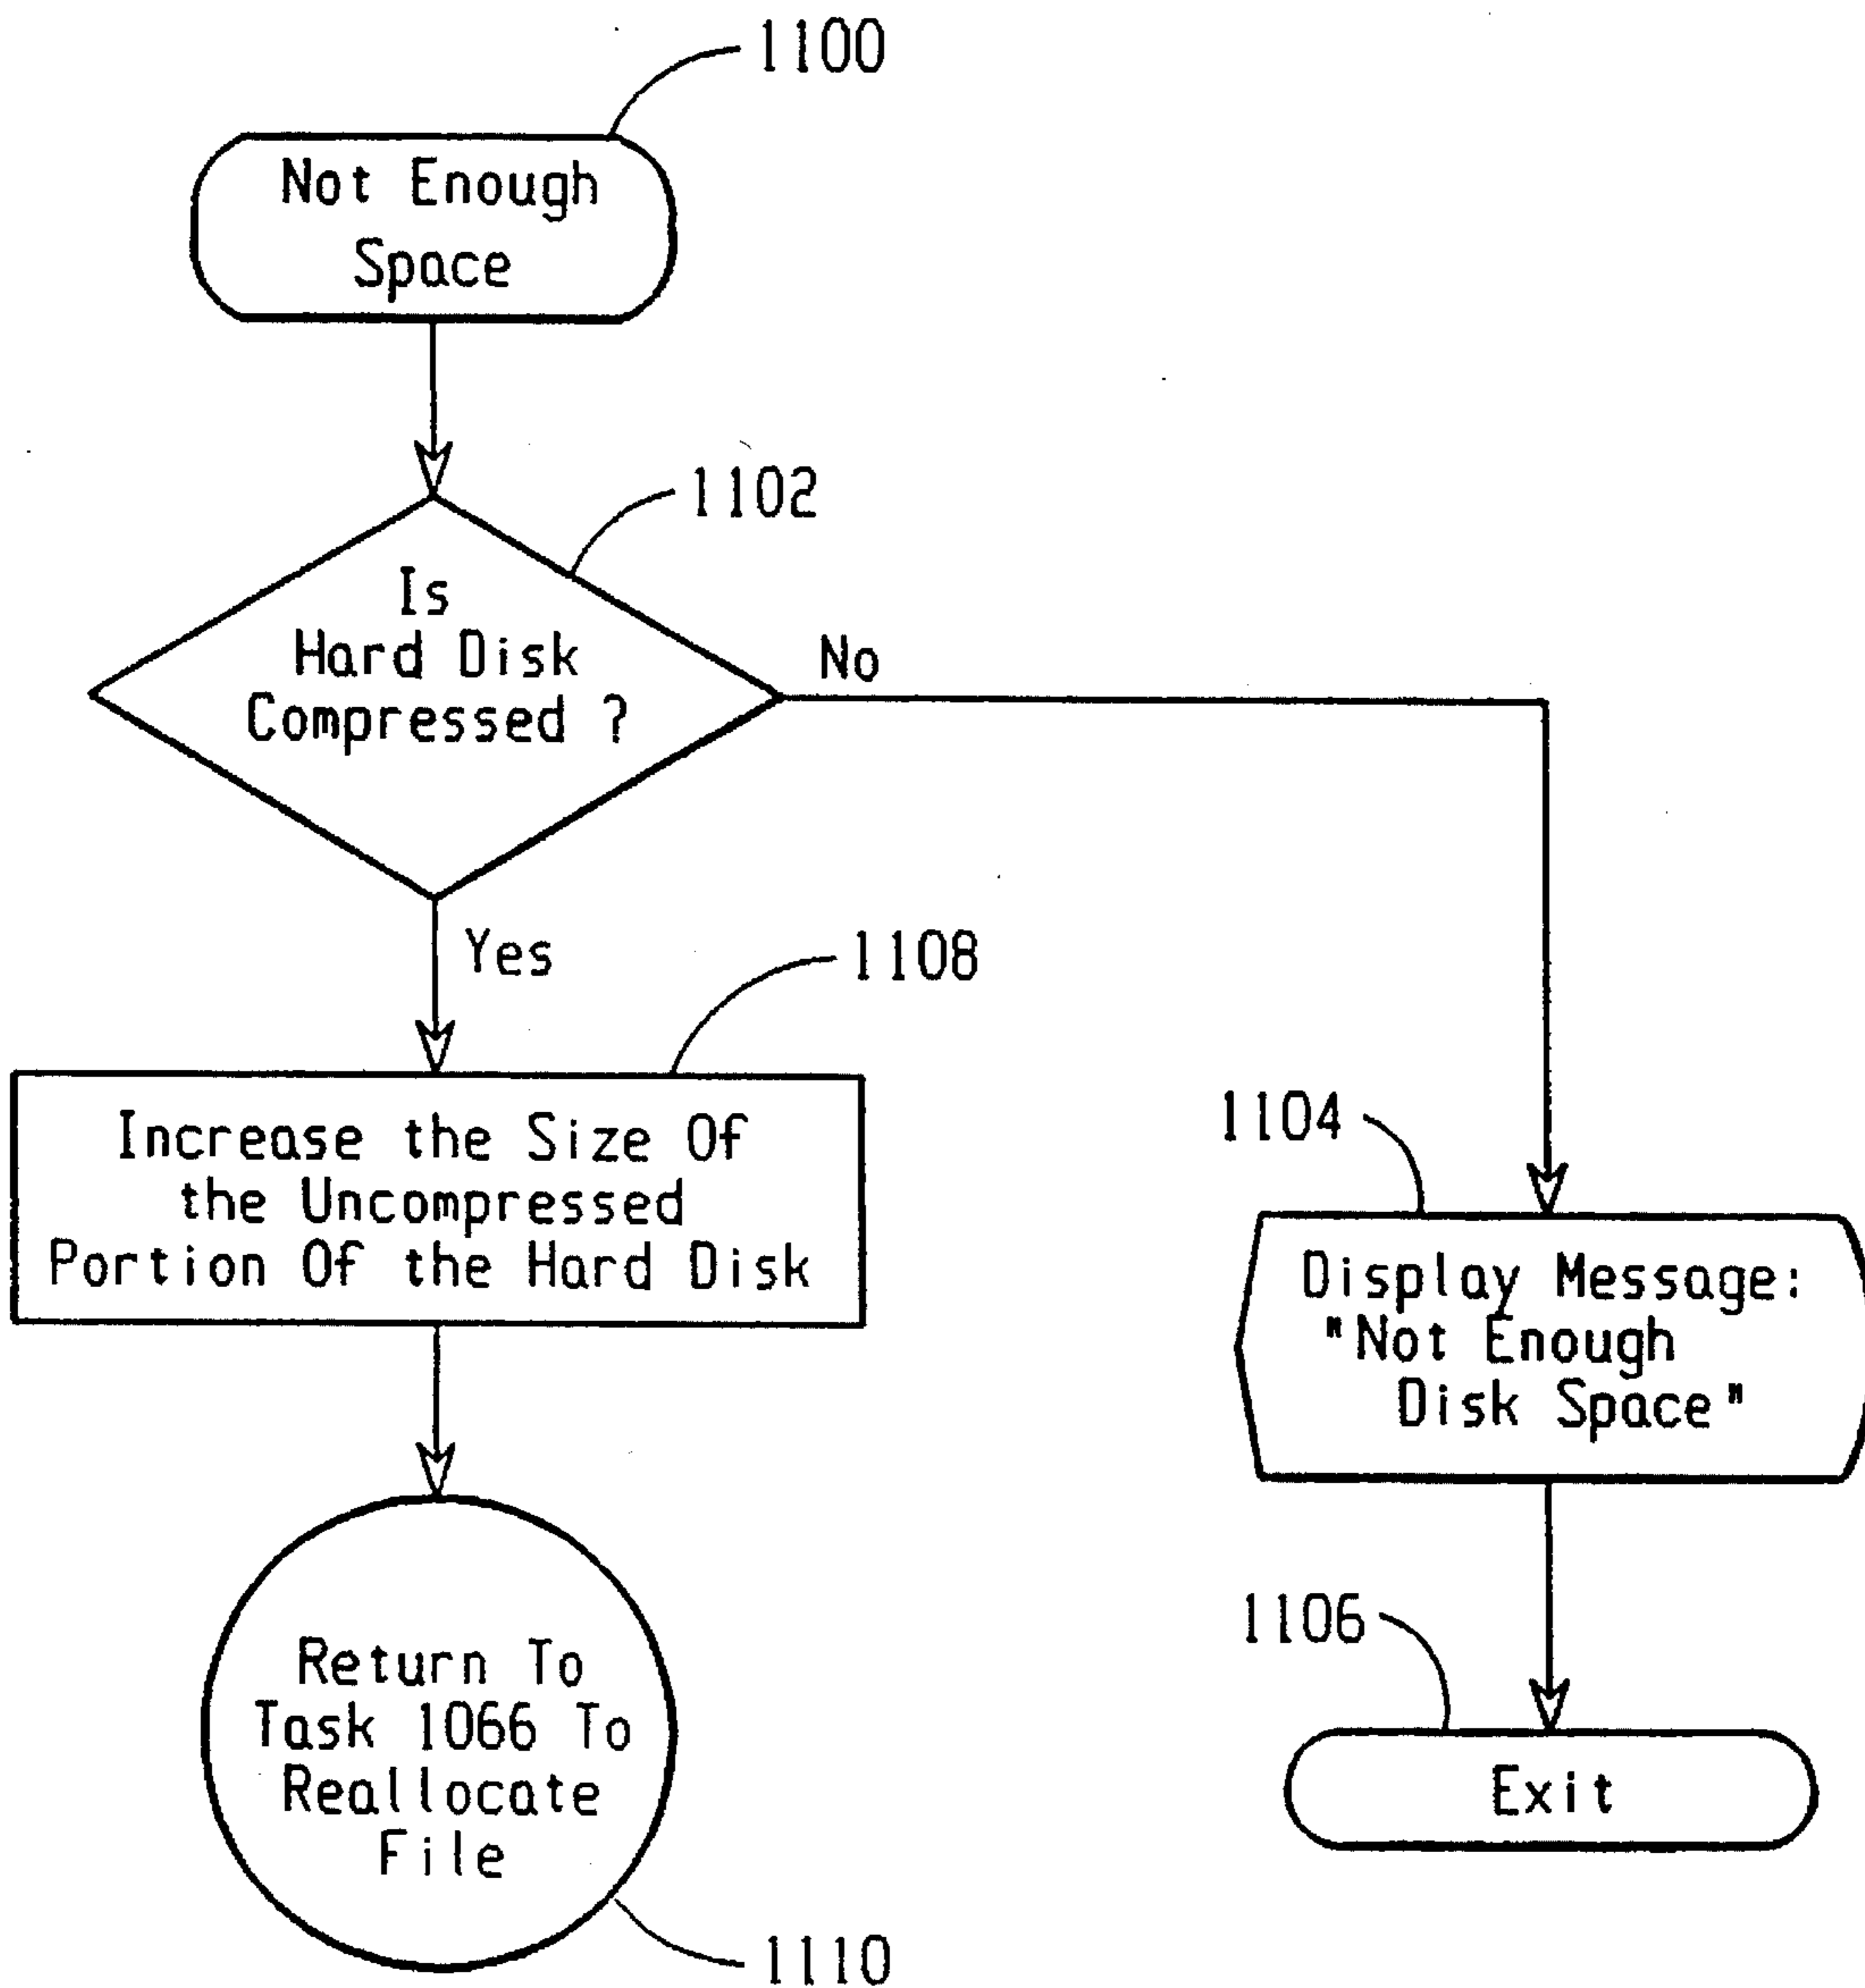 1100
Not Enough
Space
1102
Is
Hard Disk
Compressed ?
No
Yes
1108
Increase the Size Of
the Uncompressed
Portion Of the Hard Disk
1104
Display Message:
"Not Enough
Disk Space"
1106
Exit
Return To
Task 1066 To
Reallocate
File
1110